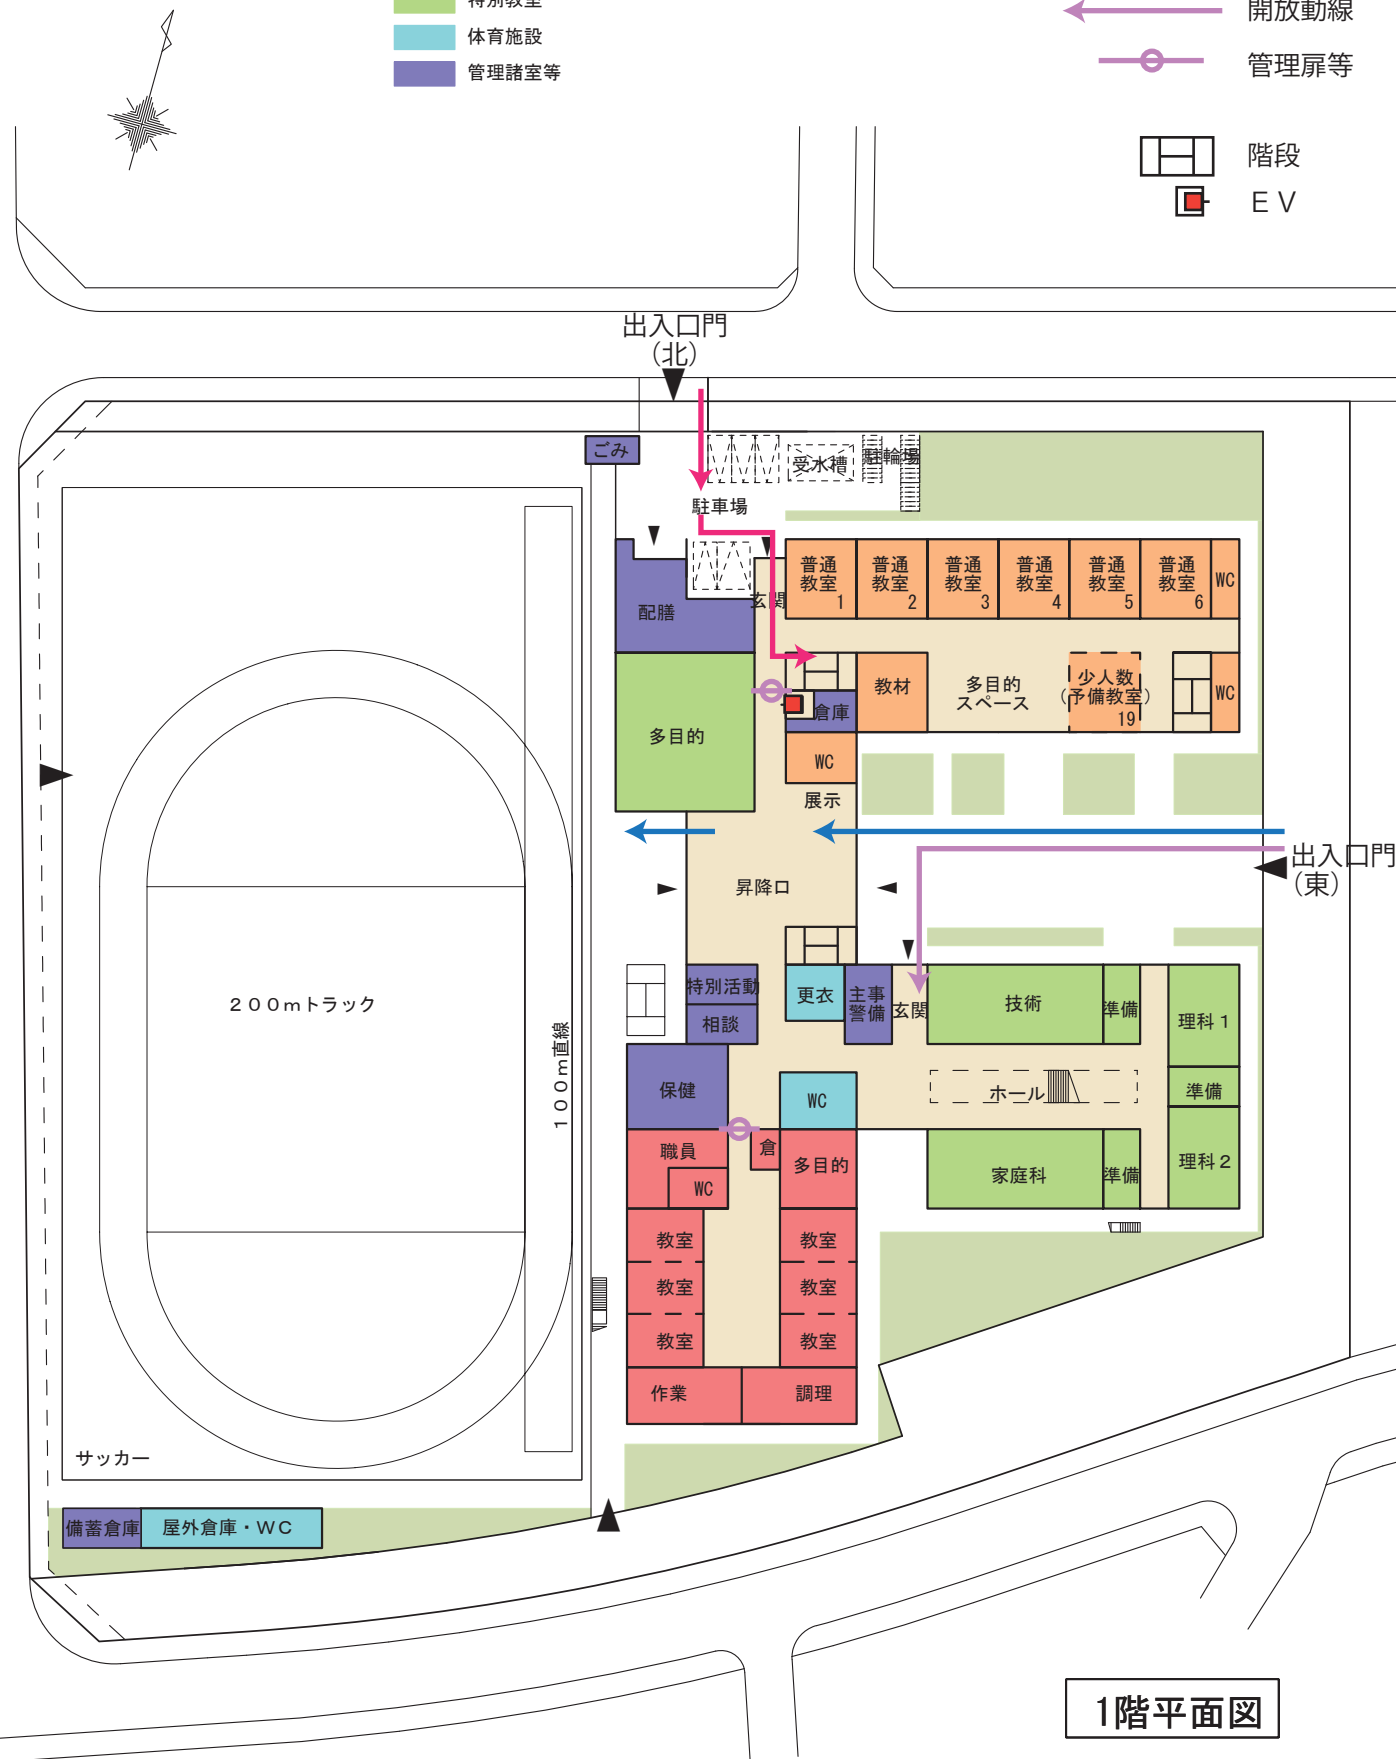 特別教室
体育施設
管理諸室等
開放動線
管理扉等
階段
ＥＶ
出入口門
（北）
ごみ
受水槽
駐輪場
駐車場
配膳
玄関
普通
教室
1
普通
教室
2
普通
教室
3
普通
教室
4
普通
教室
5
普通
教室
6
WC
多目的
倉庫
教材
多目的
スペース
少人数
（予備教室）
19
WC
WC
展示
出入口門
（東）
昇降口
特別活動
相談
更衣
主事
警備
玄関
技術
準備
理科１
２００ｍトラック
１００ｍ直線
保健
WC
ホール
準備
職員
WC
倉
多目的
家庭科
準備
理科２
教室
教室
教室
教室
教室
教室
作業
調理
サッカー
備蓄倉庫
屋外倉庫・ＷＣ
1階平面図